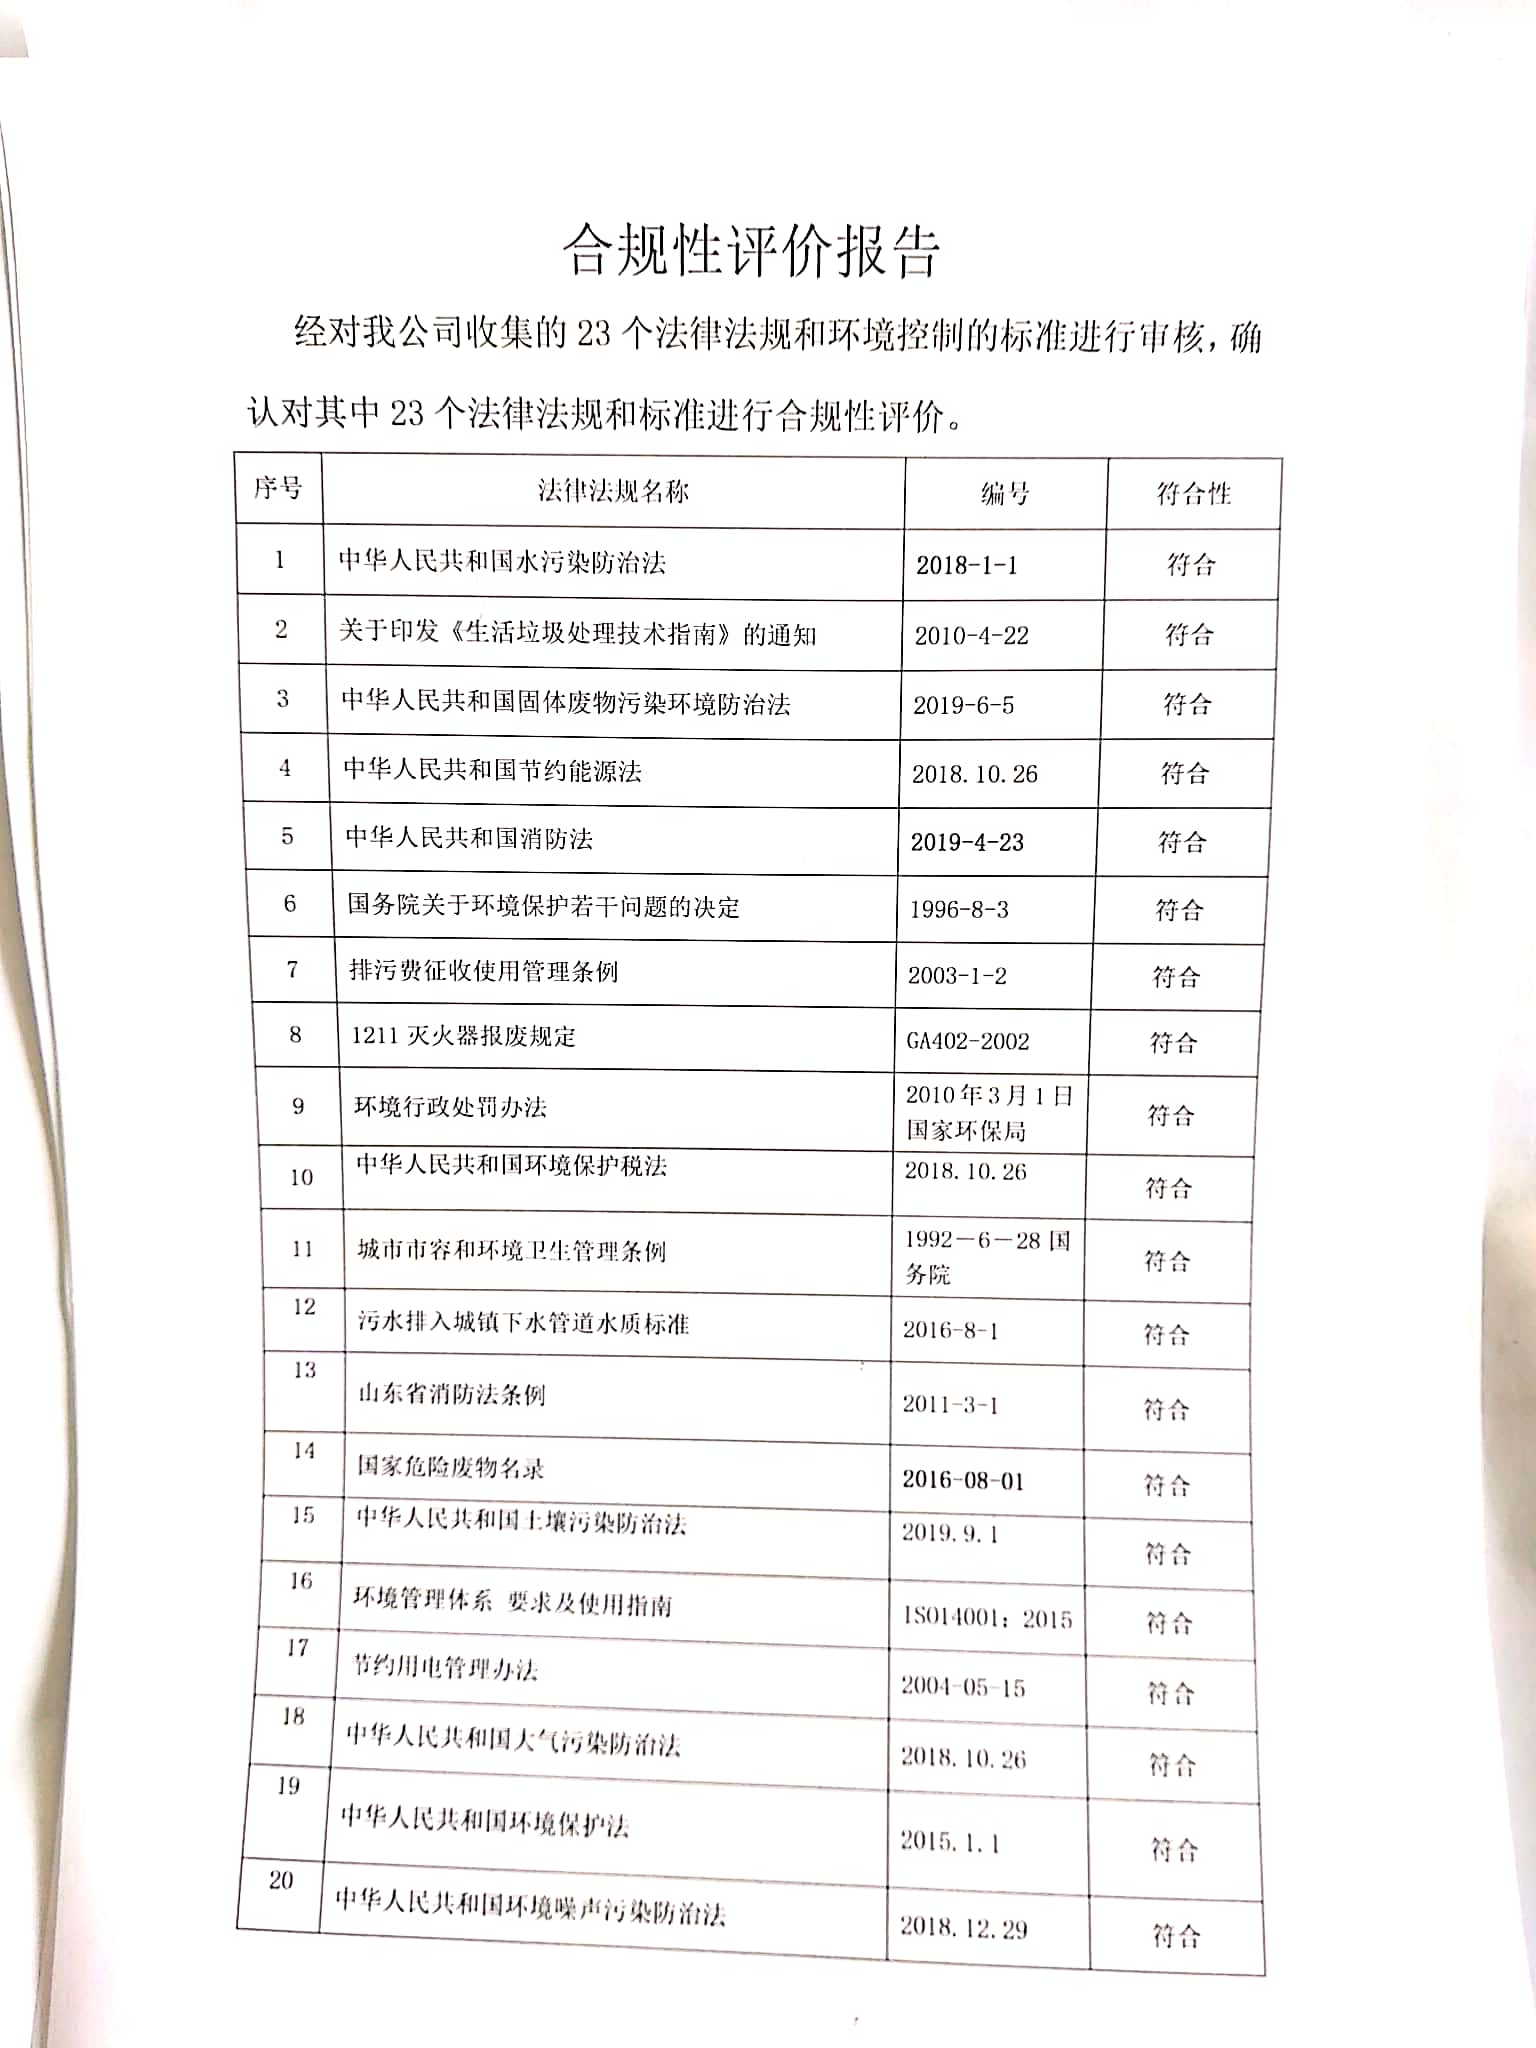 合规性评价报告
经对我公司收集的 23 个法律法规和环境控制的标准进行审核，确
认对其中 23 个法律法规和标准进行合规性评价。
序号 法律法规名称 编号 符合性
1 中华人民共和国水污染防治法 2018-1-1 符合
2 关于印发《生活垃圾处理技术指南》的通知 2010-4-22 符合
3 中华人民共和国固体废物污染环境防治法 2019-6-5 符合
4 中华人民共和国节约能源法 2018.10.26 符合
5 中华人民共和国消防法 2019-4-23 符合
6 国务院关于环境保护若干问题的决定 1996-8-3 符合
7 排污费征收使用管理条例 2003-1-2 符合
8 1211 灭火器报废规定 GA402-2002 符合
9 环境行政处罚办法 2010 年 3 月 1 日
国家环保局 符合
10 中华人民共和国环境保护税法 2018.10.26 符合
11 城市市容和环境卫生管理条例 1992－6－28 国
务院 符合
12 污水排入城镇下水管道水质标准 2016-8-1 符合
13 山东省消防法条例 2011-3-1 符合
14 国家危险废物名录 2016-08-01 符合
15 中华人民共和国土壤污染防治法 2019.9.1 符合
16 环境管理体系 要求及使用指南 ISO14001：2015 符合
17 节约用电管理办法 2004-05-15 符合
18 中华人民共和国大气污染防治法 2018.10.26 符合
19 中华人民共和国环境保护法 2015.1.1 符合
20 中华人民共和国环境噪声污染防治法 2018.12.29 符合